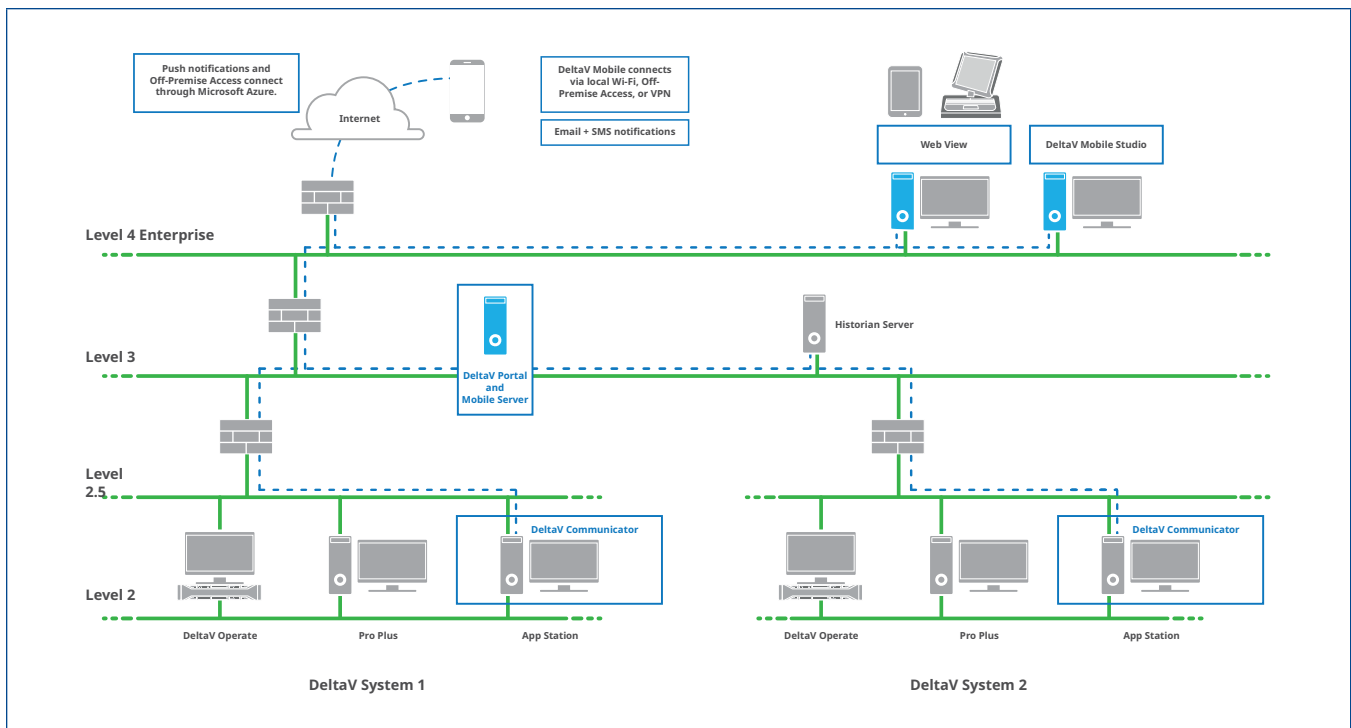 Push notifications and
Off-Premise Access connect
through Microsoft Azure.
Internet
DeltaV Mobile connects
via local Wi-Fi, Off-
Premise Access, or VPN
Email + SMS notifications
Web View
DeltaV Mobile Studio
Level 4 Enterprise
Historian Server
Level 3
DeltaV Portal
and
Mobile Server
Level
2.5
DeltaV Communicator
DeltaV Communicator
Level 2
DeltaV Operate
Pro Plus
App Station
DeltaV Operate
Pro Plus
App Station
DeltaV System 1
DeltaV System 2